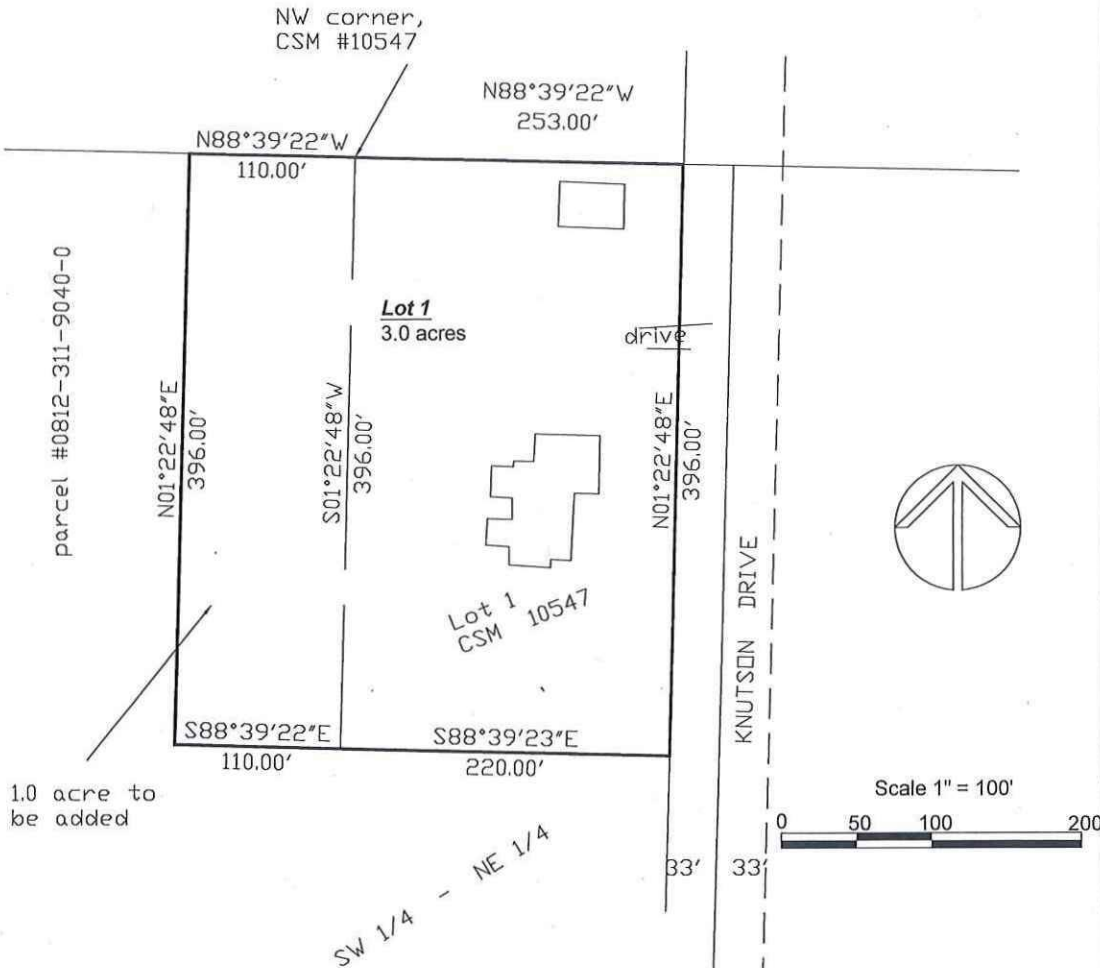 NW corner,
CSM #10547
N88°39'22"W
253.00'
N88°39'22"W
110.00'
parcel #0812-311-9040-0
Lot 1
3.0 acres
drive
N01°22'48"E
396.00'
S01°22'48"W
396.00'
N01°22'48"E
396.00'
KNUTSON DRIVE
Lot 1
CSM 10547
S88°39'22"E
110.00'
S88°39'23"E
220.00'
1.0 acre to
be added
Scale 1" = 100'
0 50 100 200
33' 33'
SW 1/4 - NE 1/4